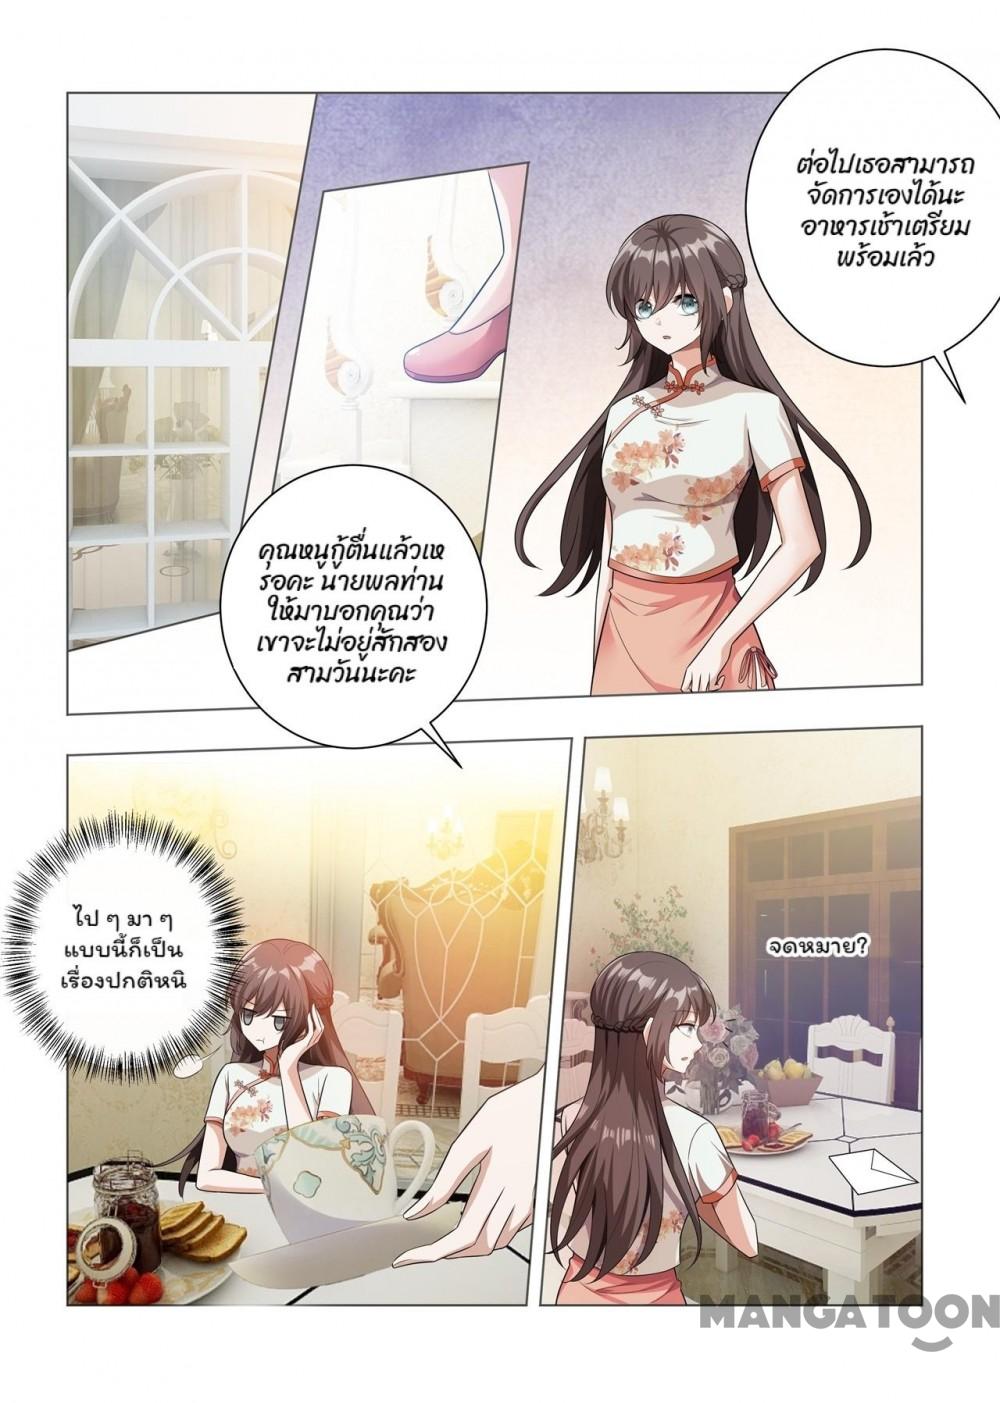 ต่อไปเธอสามารถ
จัดการเองได้นะ
อาหารเช้าเตรียม
พร้อมแล้ว
คุณหนูกู้ตื่นแล้วเห
รอคะ นายพลท่าน
ให้มาบอกคุณว่า
เขาจะไม่อยู่สักสอง
สามวันนะคะ
ไป ๆ มา ๆ
แบบนี้ก็เป็น
เรื่องปกติหนิ
จดหมาย?
MANGATOON